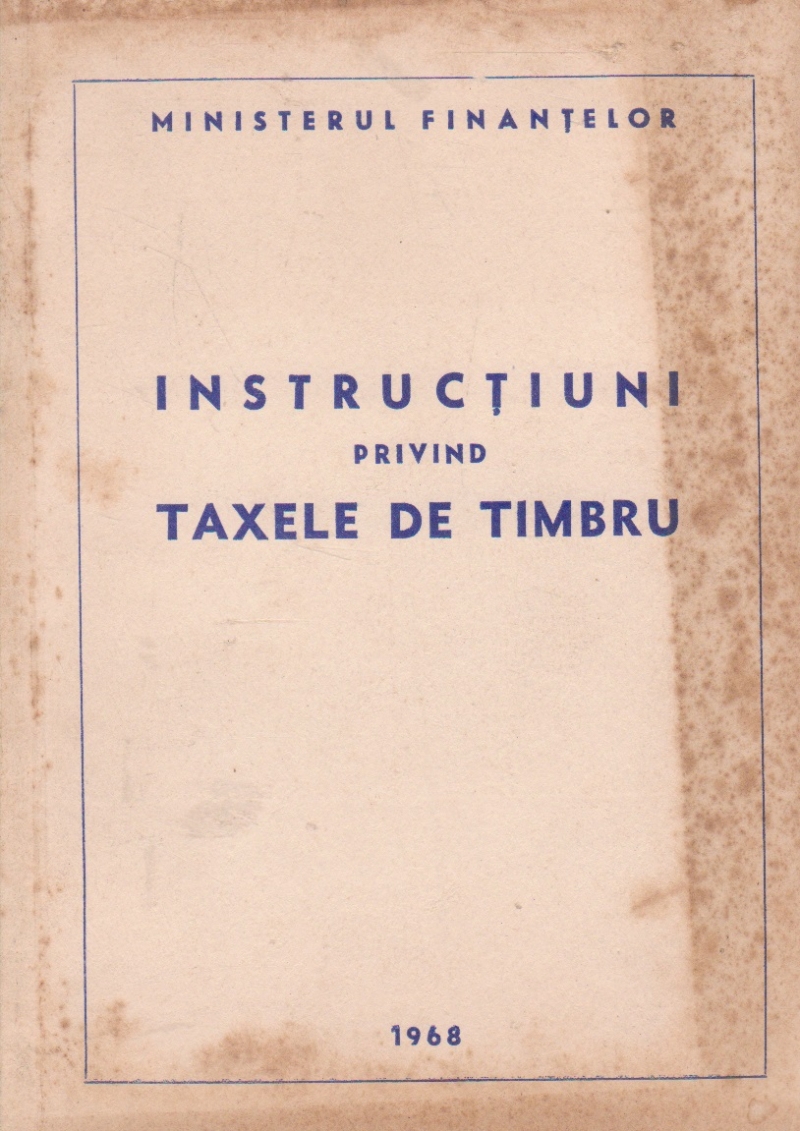 MINISTERUL FINANȚELOR
INSTRUCȚIUNI
PRIVIND
TAXELE DE TIMBRU
1968